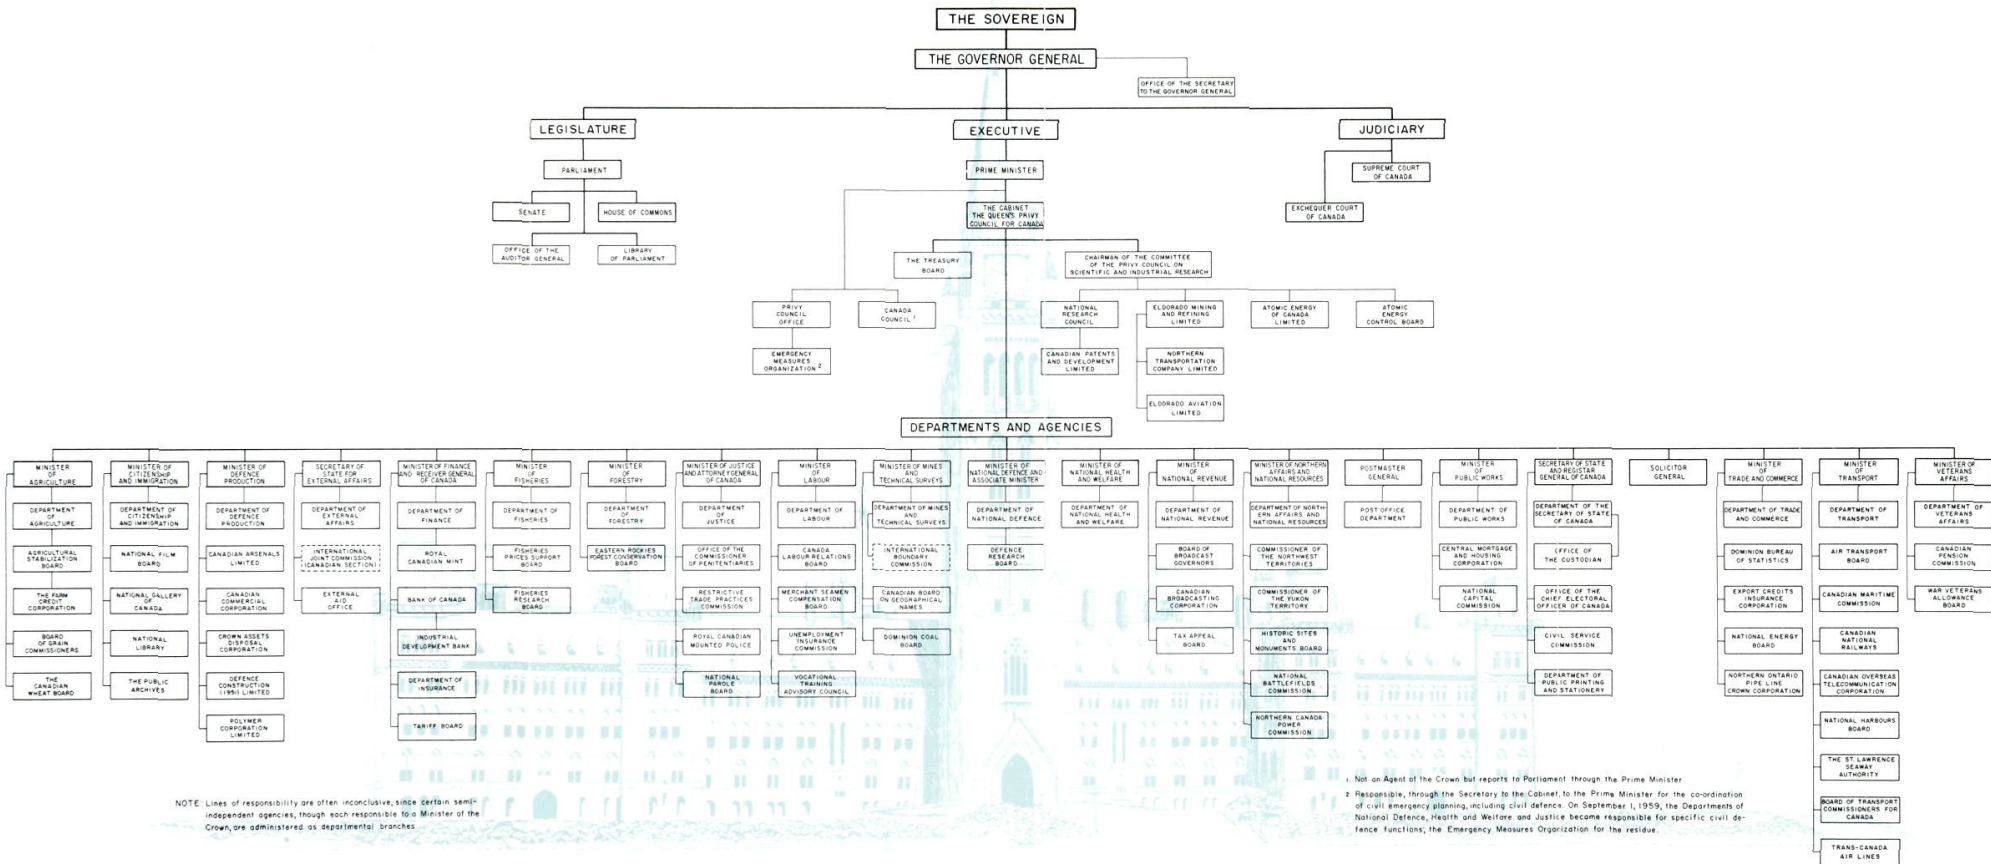 THE SOVEREIGN
THE GOVERNOR GENERAL
OFFICE OF THE SECRETARY
TO THE GOVERNOR GENERAL
LEGISLATURE
EXECUTIVE
JUDICIARY
PARLIAMENT
PRIME MINISTER
SUPREME COURT
OF CANADA
SENATE
HOUSE OF COMMONS
THE CABINET
THE QUEEN'S PRIVY
COUNCIL FOR CANADA
EXCHEQUER COURT
OF CANADA
OFFICE OF THE
AUDITOR GENERAL
LIBRARY
OF PARLIAMENT
THE TREASURY
BOARD
CHAIRMAN OF THE COMMITTEE
OF THE PRIVY COUNCIL ON
SCIENTIFIC AND INDUSTRIAL RESEARCH
PRIVY
COUNCIL
OFFICE
CANADA
COUNCIL 1
NATIONAL
RESEARCH
COUNCIL
ELDORADO MINING
AND REFINING
LIMITED
ATOMIC ENERGY
OF CANADA
LIMITED
ATOMIC
ENERGY
CONTROL BOARD
EMERGENCY
MEASURES
ORGANIZATION 2
CANADIAN PATENTS
AND DEVELOPMENT
LIMITED
NORTHERN
TRANSPORTATION
COMPANY LIMITED
ELDORADO AVIATION
LIMITED
DEPARTMENTS AND AGENCIES
MINISTER
OF
AGRICULTURE
DEPARTMENT
OF
AGRICULTURE
AGRICULTURAL
STABILIZATION
BOARD
THE FARM
CREDIT
CORPORATION
BOARD
OF GRAIN
COMMISSIONERS
THE
CANADIAN
WHEAT BOARD
MINISTER OF
CITIZENSHIP
AND IMMIGRATION
DEPARTMENT OF
CITIZENSHIP
AND IMMIGRATION
NATIONAL FILM
BOARD
NATIONAL GALLERY
OF
CANADA
NATIONAL
LIBRARY
THE PUBLIC
ARCHIVES
MINISTER OF
DEFENCE
PRODUCTION
DEPARTMENT OF
DEFENCE
PRODUCTION
CANADIAN ARSENALS
LIMITED
CANADIAN
COMMERCIAL
CORPORATION
CROWN ASSETS
DISPOSAL
CORPORATION
DEFENCE
CONSTRUCTION
(1951) LIMITED
POLYMER
CORPORATION
LIMITED
SECRETARY OF
STATE FOR
EXTERNAL AFFAIRS
DEPARTMENT OF
EXTERNAL
AFFAIRS
INTERNATIONAL
JOINT COMMISSION
(CANADIAN SECTION)
EXTERNAL
AID
OFFICE
MINISTER OF FINANCE
AND RECEIVER GENERAL
OF CANADA
DEPARTMENT OF
FINANCE
ROYAL
CANADIAN MINT
BANK OF CANADA
INDUSTRIAL
DEVELOPMENT BANK
DEPARTMENT OF
INSURANCE
TARIFF BOARD
MINISTER
OF
FISHERIES
DEPARTMENT OF
FISHERIES
FISHERIES
PRICES SUPPORT
BOARD
FISHERIES
RESEARCH
BOARD
MINISTER
OF
FORESTRY
DEPARTMENT
OF
FORESTRY
EASTERN ROCKIES
FOREST CONSERVATION
BOARD
MINISTER OF JUSTICE
AND ATTORNEY GENERAL
OF CANADA
DEPARTMENT
OF
JUSTICE
OFFICE OF THE
COMMISSIONER
OF PENITENTIARIES
RESTRICTIVE
TRADE PRACTICES
COMMISSION
ROYAL CANADIAN
MOUNTED POLICE
NATIONAL
PAROLE
BOARD
MINISTER
OF
LABOUR
DEPARTMENT OF
LABOUR
CANADA
LABOUR RELATIONS
BOARD
MERCHANT SEAMEN
COMPENSATION
BOARD
UNEMPLOYMENT
INSURANCE
COMMISSION
VOCATIONAL
TRAINING
ADVISORY COUNCIL
MINISTER OF MINES
AND
TECHNICAL SURVEYS
DEPARTMENT OF MINES
AND
TECHNICAL SURVEYS
INTERNATIONAL
BOUNDARY
COMMISSION
CANADIAN BOARD
ON GEOGRAPHICAL
NAMES
DOMINION COAL
BOARD
MINISTER OF
NATIONAL DEFENCE AND
ASSOCIATE MINISTER
DEPARTMENT OF
NATIONAL DEFENCE
DEFENCE
RESEARCH
BOARD
MINISTER OF
NATIONAL HEALTH
AND WELFARE
DEPARTMENT OF
NATIONAL HEALTH
AND WELFARE
MINISTER
OF
NATIONAL REVENUE
DEPARTMENT OF
NATIONAL REVENUE
BOARD OF
BROADCAST
GOVERNORS
CANADIAN
BROADCASTING
CORPORATION
TAX APPEAL
BOARD
MINISTER OF NORTHERN
AFFAIRS AND
NATIONAL RESOURCES
DEPARTMENT OF NORTH-
ERN AFFAIRS AND
NATIONAL RESOURCES
COMMISSIONER OF
THE NORTHWEST
TERRITORIES
COMMISSIONER OF
THE YUKON
TERRITORY
HISTORIC SITES
AND
MONUMENTS BOARD
NATIONAL
BATTLEFIELDS
COMMISSION
NORTHERN CANADA
POWER
COMMISSION
POSTMASTER
GENERAL
POST OFFICE
DEPARTMENT
MINISTER
OF
PUBLIC WORKS
DEPARTMENT OF
PUBLIC WORKS
CENTRAL MORTGAGE
AND HOUSING
CORPORATION
NATIONAL
CAPITAL
COMMISSION
SECRETARY OF STATE
AND REGISTAR
GENERAL OF CANADA
DEPARTMENT OF THE
SECRETARY OF STATE
OF CANADA
OFFICE OF
THE CUSTODIAN
OFFICE OF THE
CHIEF ELECTORAL
OFFICER OF CANADA
CIVIL SERVICE
COMMISSION
DEPARTMENT OF
PUBLIC PRINTING
AND STATIONERY
SOLICITOR
GENERAL
MINISTER
OF
TRADE AND COMMERCE
DEPARTMENT OF TRADE
AND COMMERCE
DOMINION BUREAU
OF STATISTICS
EXPORT CREDITS
INSURANCE
CORPORATION
NATIONAL ENERGY
BOARD
NORTHERN ONTARIO
PIPE LINE
CROWN CORPORATION
MINISTER
OF
TRANSPORT
DEPARTMENT OF
TRANSPORT
AIR TRANSPORT
BOARD
CANADIAN MARITIME
COMMISSION
CANADIAN
NATIONAL
RAILWAYS
CANADIAN OVERSEAS
TELECOMMUNICATION
CORPORATION
NATIONAL HARBOURS
BOARD
THE ST. LAWRENCE
SEAWAY
AUTHORITY
BOARD OF TRANSPORT
COMMISSIONERS FOR
CANADA
TRANS-CANADA
AIR LINES
MINISTER OF
VETERANS
AFFAIRS
DEPARTMENT OF
VETERANS
AFFAIRS
CANADIAN
PENSION
COMMISSION
WAR VETERANS
ALLOWANCE
BOARD
NOTE: Lines of responsibility are often inconclusive, since certain semi-
independent agencies, though each responsible to a Minister of the
Crown, are administered as departmental branches
1. Not an Agent of the Crown but reports to Parliament through the Prime Minister
2 Responsible, through the Secretary to the Cabinet, to the Prime Minister for the co-ordination
of civil emergency planning, including civil defence. On September 1, 1959, the Departments of
National Defence, Health and Welfare and Justice became responsible for specific civil de-
fence functions; the Emergency Measures Organization for the residue.